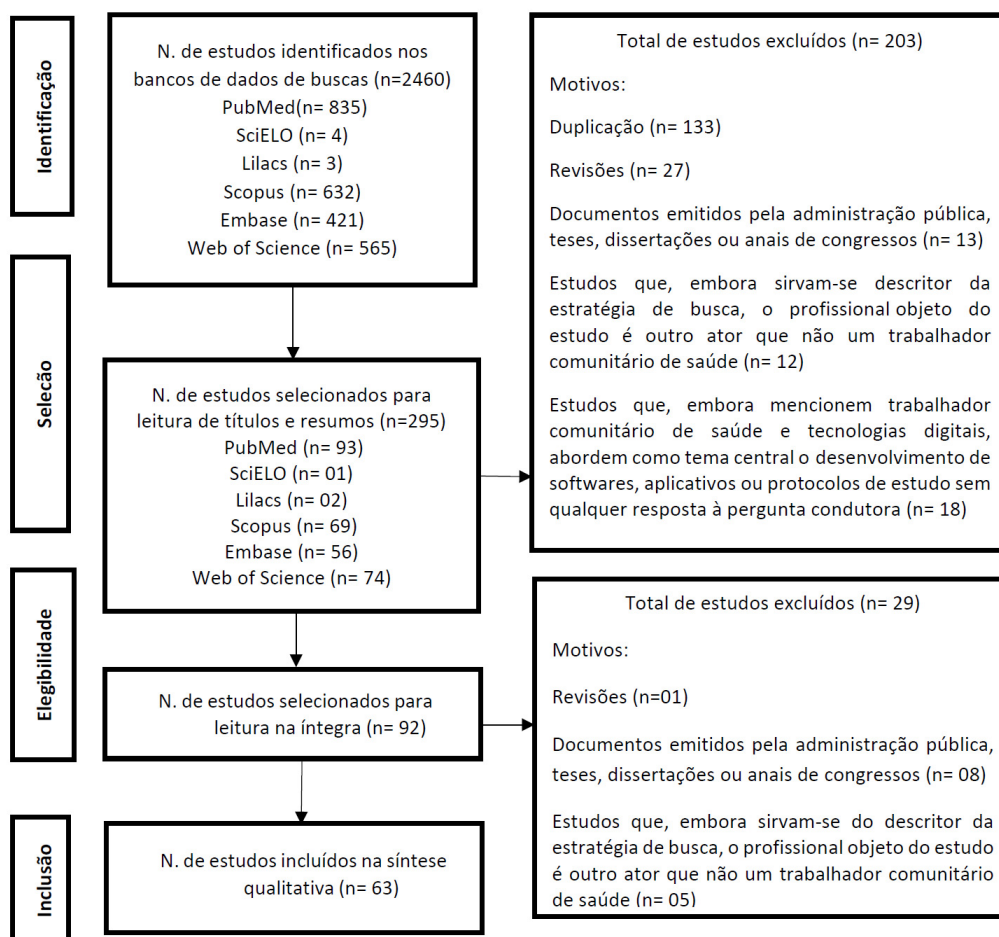 Identificação
N. de estudos identificados nos
bancos de dados de buscas (n=2460)
PubMed(n= 835)
SciELO (n= 4)
Lilacs (n= 3)
Scopus (n= 632)
Embase (n= 421)
Web of Science (n= 565)
Total de estudos excluídos (n= 203)
Motivos:
Duplicação (n= 133)
Revisões (n= 27)
Documentos emitidos pela administração pública,
teses, dissertações ou anais de congressos (n= 13)
Estudos que, embora sirvam-se descritor da
estratégia de busca, o profissional objeto do
estudo é outro ator que não um trabalhador
comunitário de saúde (n= 12)
Estudos que, embora mencionem trabalhador
comunitário de saúde e tecnologias digitais,
abordem como tema central o desenvolvimento de
softwares, aplicativos ou protocolos de estudo sem
qualquer resposta à pergunta condutora (n= 18)
Selecão
N. de estudos selecionados para
leitura de títulos e resumos (n=295)
PubMed (n= 93)
SciELO (n= 01)
Lilacs (n= 02)
Scopus (n= 69)
Embase (n= 56)
Web of Science (n= 74)
Elegibilidade
N. de estudos selecionados para
leitura na íntegra (n= 92)
Total de estudos excluídos (n= 29)
Motivos:
Revisões (n=01)
Documentos emitidos pela administração pública,
teses, dissertações ou anais de congressos (n= 08)
Estudos que, embora sirvam-se do descritor da
estratégia de busca, o profissional objeto do estudo
é outro ator que não um trabalhador comunitário
de saúde (n= 05)
Inclusão
N. de estudos incluídos na síntese
qualitativa (n= 63)